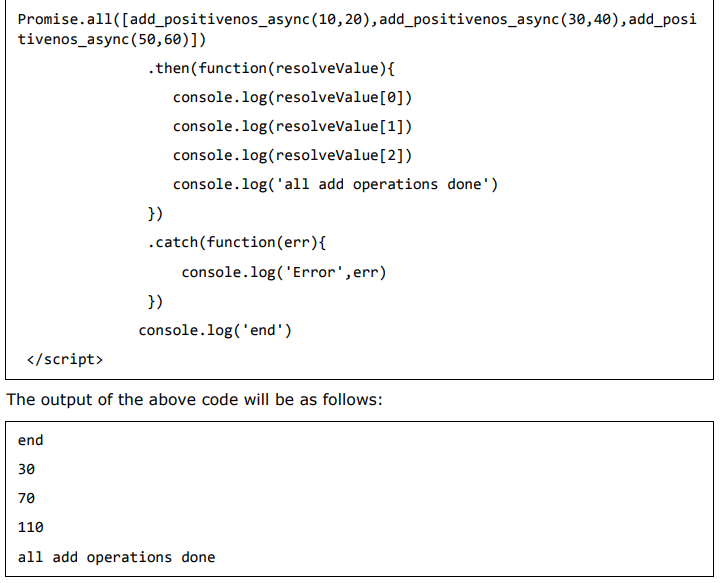 Promise.all([add_positivenos_async(10,20),add_positivenos_async(30,40),add_posi
tivenos_async(50,60)])
.then(function(resolveValue){
console.log(resolveValue[0])
console.log(resolveValue[1])
console.log(resolveValue[2])
console.log('all add operations done')
})
.catch(function(err){
console.log('Error',err)
})
console.log('end')
</script>
The output of the above code will be as follows:
end
30
70
110
all add operations done